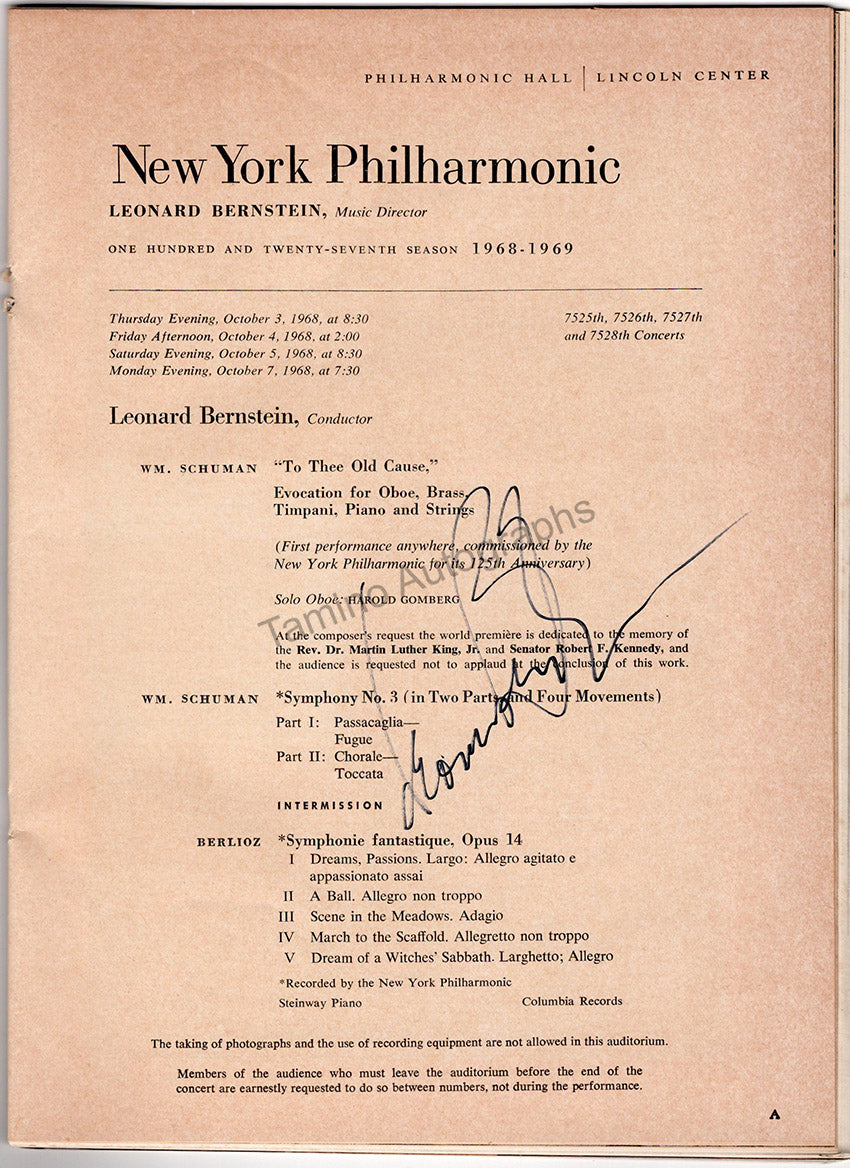 PHILHARMONIC HALL | LINCOLN CENTER
New York Philharmonic
LEONARD BERNSTEIN, Music Director
ONE HUNDRED AND TWENTY-SEVENTH SEASON 1968-1969
Thursday Evening, October 3, 1968, at 8:30
Friday Afternoon, October 4, 1968, at 2:00
Saturday Evening, October 5, 1968, at 8:30
Monday Evening, October 7, 1968, at 7:30
7525th, 7526th, 7527th
and 7528th Concerts
Leonard Bernstein, Conductor
WM. SCHUMAN "To Thee Old Cause,"
Evocation for Oboe, Brass,
Timpani, Piano and Strings
(First performance anywhere, commissioned by the
New York Philharmonic for its 125th Anniversary)
Solo Oboe: HAROLD GOMBERG
At the composer's request the world première is dedicated to the memory of
the Rev. Dr. Martin Luther King, Jr. and Senator Robert F. Kennedy, and
the audience is requested not to applaud at the conclusion of this work.
WM. SCHUMAN *Symphony No. 3 (in Two Parts and Four Movements)
Part I: Passacaglia—
Fugue
Part II: Chorale—
Toccata
INTERMISSION
BERLIOZ *Symphonie fantastique, Opus 14
I Dreams, Passions. Largo: Allegro agitato e
appassionato assai
II A Ball. Allegro non troppo
III Scene in the Meadows. Adagio
IV March to the Scaffold. Allegretto non troppo
V Dream of a Witches' Sabbath. Larghetto; Allegro
*Recorded by the New York Philharmonic
Steinway Piano Columbia Records
The taking of photographs and the use of recording equipment are not allowed in this auditorium.
Members of the audience who must leave the auditorium before the end of the
concert are earnestly requested to do so between numbers, not during the performance.
A
Tamino Autographs